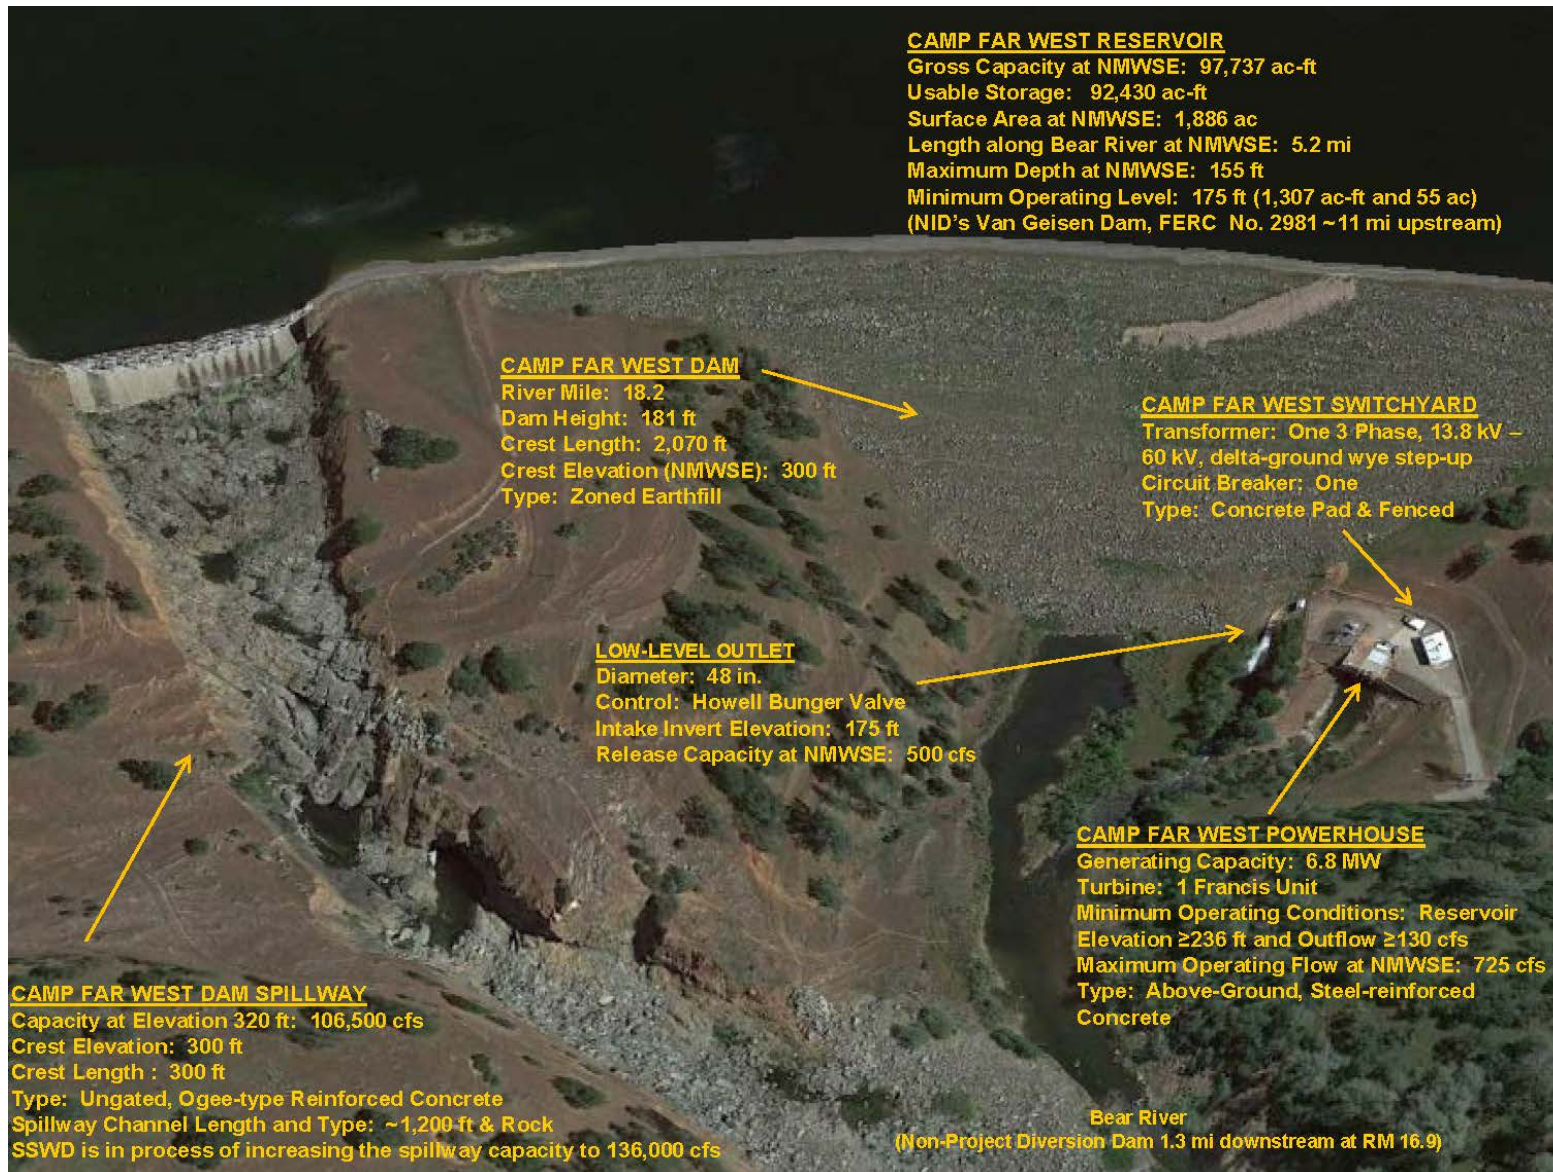 CAMP FAR WEST RESERVOIR
Gross Capacity at NMWSE: 97,737 ac-ft
Usable Storage: 92,430 ac-ft
Surface Area at NMWSE: 1,886 ac
Length along Bear River at NMWSE: 5.2 mi
Maximum Depth at NMWSE: 155 ft
Minimum Operating Level: 175 ft (1,307 ac-ft and 55 ac)
(NID's Van Geisen Dam, FERC No. 2981 ~11 mi upstream)
CAMP FAR WEST DAM
River Mile: 18.2
Dam Height: 181 ft
Crest Length: 2,070 ft
Crest Elevation (NMWSE): 300 ft
Type: Zoned Earthfill
CAMP FAR WEST SWITCHYARD
Transformer: One 3 Phase, 13.8 kV –
60 kV, delta-ground wye step-up
Circuit Breaker: One
Type: Concrete Pad & Fenced
LOW-LEVEL OUTLET
Diameter: 48 in.
Control: Howell Bunger Valve
Intake Invert Elevation: 175 ft
Release Capacity at NMWSE: 500 cfs
CAMP FAR WEST POWERHOUSE
Generating Capacity: 6.8 MW
Turbine: 1 Francis Unit
Minimum Operating Conditions: Reservoir
Elevation ≥236 ft and Outflow ≥130 cfs
Maximum Operating Flow at NMWSE: 725 cfs
Type: Above-Ground, Steel-reinforced
Concrete
CAMP FAR WEST DAM SPILLWAY
Capacity at Elevation 320 ft: 106,500 cfs
Crest Elevation: 300 ft
Crest Length : 300 ft
Type: Ungated, Ogee-type Reinforced Concrete
Spillway Channel Length and Type: ~1,200 ft & Rock
SSWD is in process of increasing the spillway capacity to 136,000 cfs
Bear River
(Non-Project Diversion Dam 1.3 mi downstream at RM 16.9)